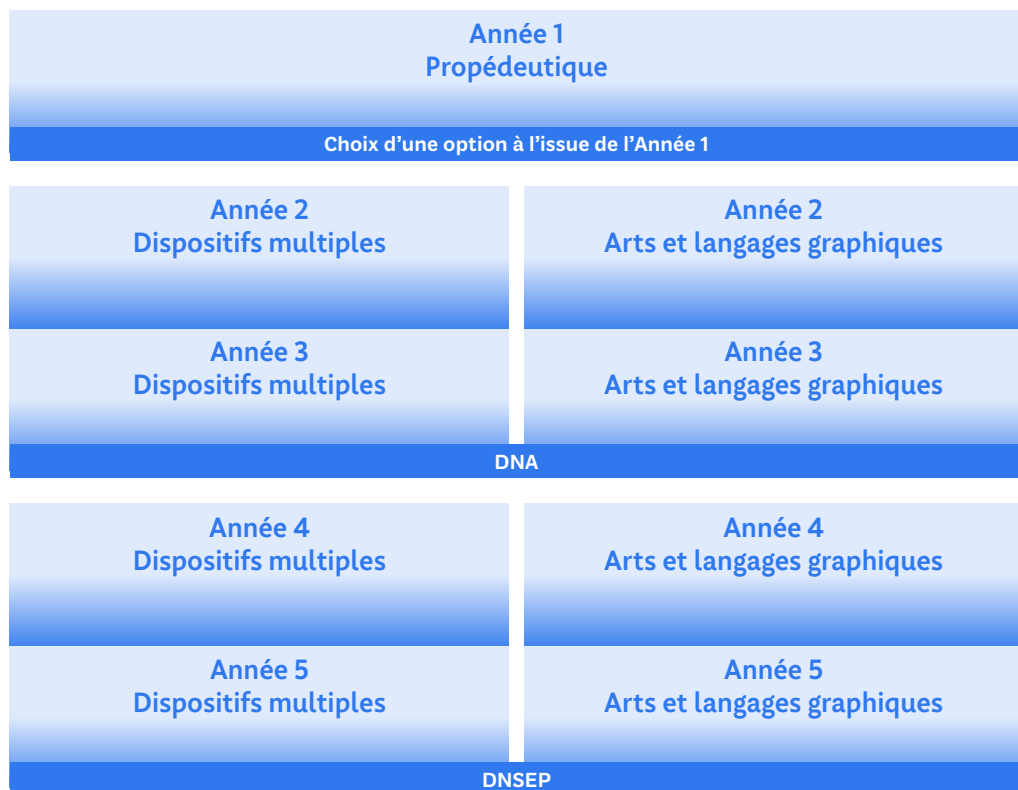 Année 1
Propédeutique
Choix d’une option à l’issue de l’Année 1
Année 2
Dispositifs multiples
Année 2
Arts et langages graphiques
Année 3
Dispositifs multiples
Année 3
Arts et langages graphiques
DNA
Année 4
Dispositifs multiples
Année 4
Arts et langages graphiques
Année 5
Dispositifs multiples
Année 5
Arts et langages graphiques
DNSEP